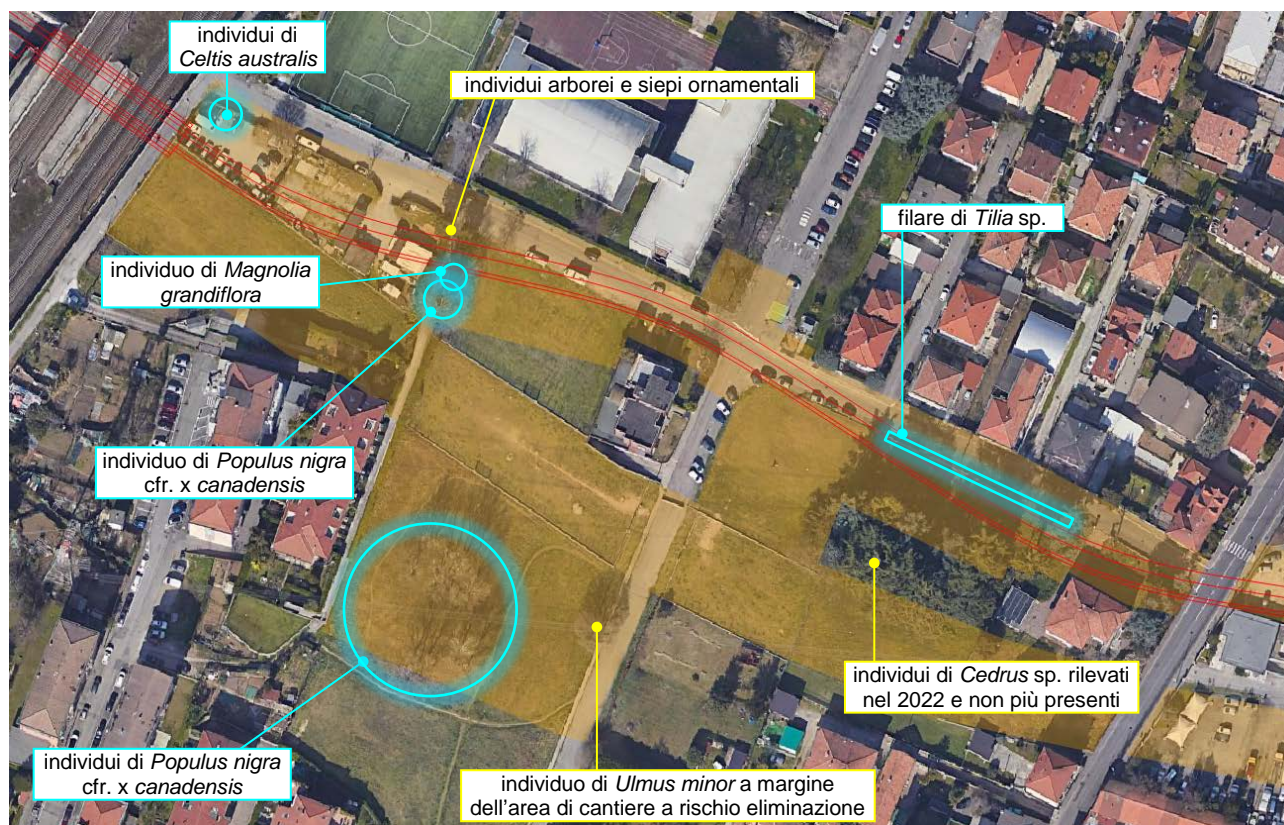 individui di
Celtis australis
individui arborei e siepi ornamentali
filare di Tilia sp.
individuo di Magnolia
grandiflora
individuo di Populus nigra
cfr. x canadensis
individui di Cedrus sp. rilevati
nel 2022 e non più presenti
individui di Populus nigra
cfr. x canadensis
individuo di Ulmus minor a margine
dell'area di cantiere a rischio eliminazione